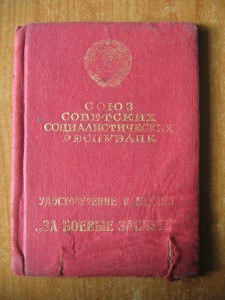 СОЮЗ
СОВЕТСКИХ
СОЦИАЛИСТИЧЕСКИХ
РЕСПУБЛИК
УДОСТОВЕРЕНИЕ К МЕДАЛИ
„ЗА БОЕВЫЕ ЗАСЛУГИ"